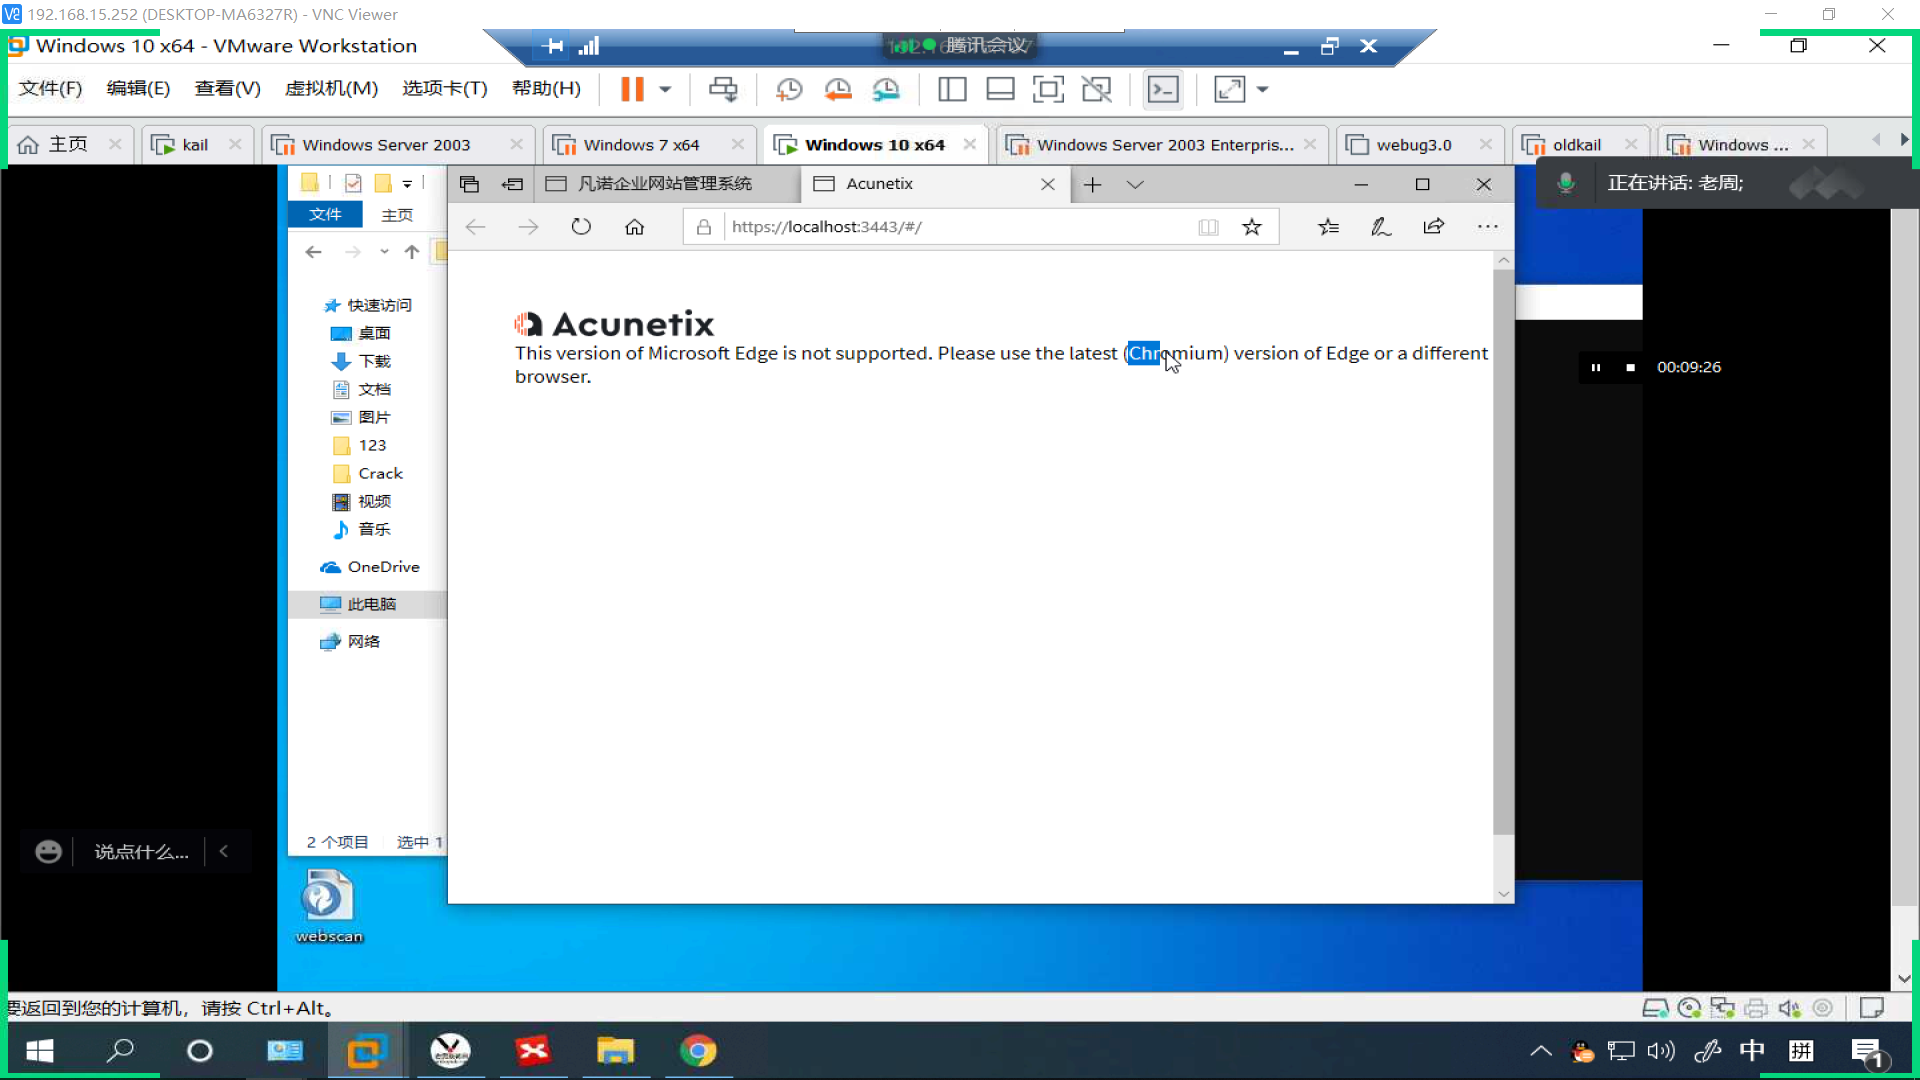 192.168.15.252 (DESKTOP-MA6327R) - VNC Viewer
Windows 10 x64 - VMware Workstation
腾讯会议
文件(F) 编辑(E) 查看(V) 虚拟机(M) 选项卡(T) 帮助(H)
主页 kail Windows Server 2003 Windows 7 x64 Windows 10 x64 Windows Server 2003 Enterpris... webug3.0 oldkail Windows ...
正在讲话: 老周;
凡诺企业网站管理系统 Acunetix
文件 主页
https://localhost:3443/#/
快速访问
桌面
下载
文档
图片
123
Crack
视频
音乐
OneDrive
此电脑
网络
Acunetix
This version of Microsoft Edge is not supported. Please use the latest (Chromium) version of Edge or a different
browser.
00:09:26
2 个项目 选中 1
说点什么...
webscan
要返回到您的计算机，请按 Ctrl+Alt。
中 拼 1